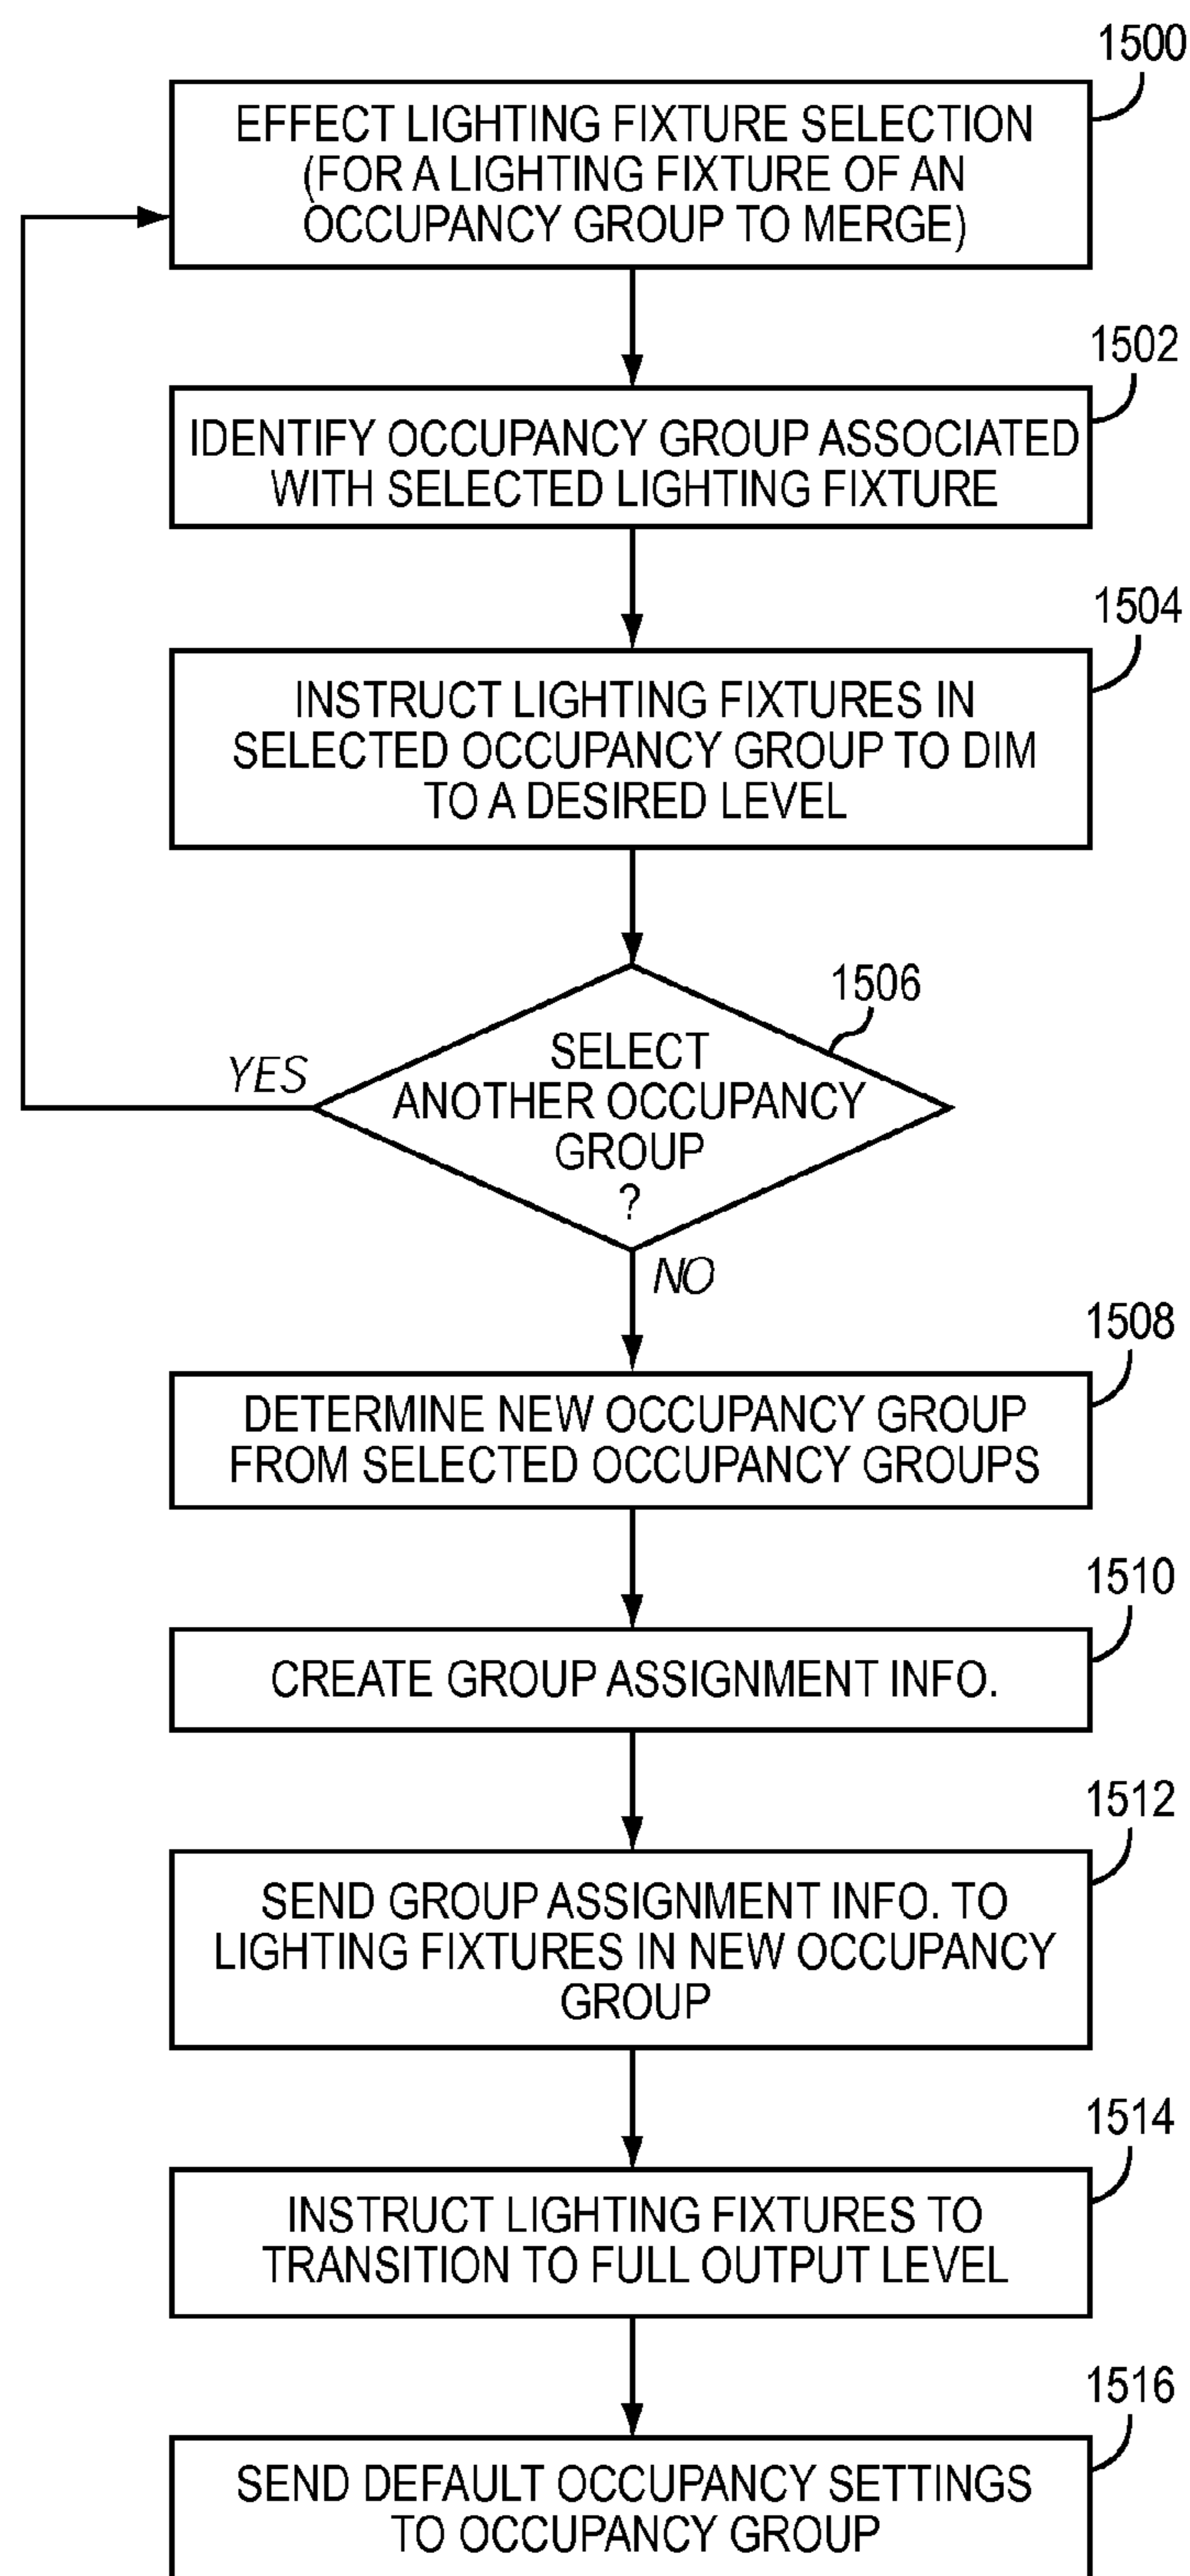 1500
EFFECT LIGHTING FIXTURE SELECTION
(FOR A LIGHTING FIXTURE OF AN
OCCUPANCY GROUP TO MERGE)
1502
IDENTIFY OCCUPANCY GROUP ASSOCIATED
WITH SELECTED LIGHTING FIXTURE
1504
INSTRUCT LIGHTING FIXTURES IN
SELECTED OCCUPANCY GROUP TO DIM
TO A DESIRED LEVEL
1506
SELECT
ANOTHER OCCUPANCY
GROUP
?
YES
NO
1508
DETERMINE NEW OCCUPANCY GROUP
FROM SELECTED OCCUPANCY GROUPS
1510
CREATE GROUP ASSIGNMENT INFO.
1512
SEND GROUP ASSIGNMENT INFO. TO
LIGHTING FIXTURES IN NEW OCCUPANCY
GROUP
1514
INSTRUCT LIGHTING FIXTURES TO
TRANSITION TO FULL OUTPUT LEVEL
1516
SEND DEFAULT OCCUPANCY SETTINGS
TO OCCUPANCY GROUP